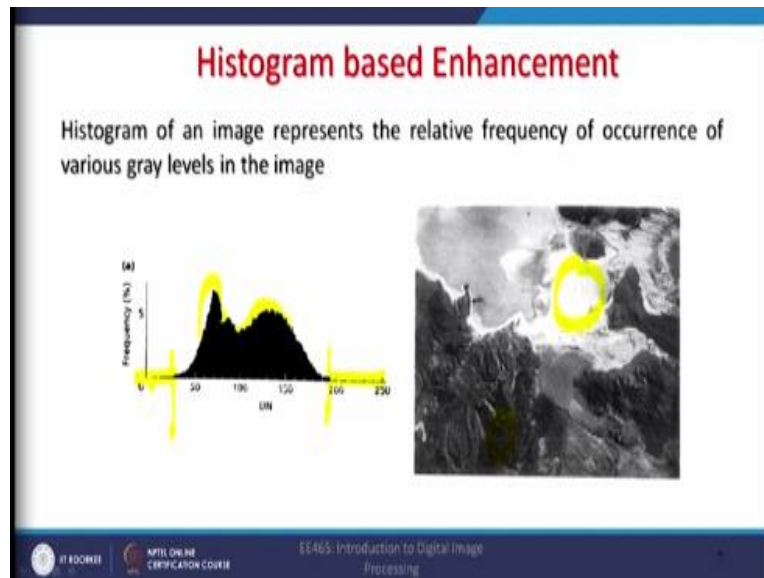 Histogram based Enhancement
Histogram of an image represents the relative frequency of occurrence of
various gray levels in the image
(a)
Frequency (%)
5
0 50 100 150 200 250
DN
IIT ROORKEE
NPTEL ONLINE
CERTIFICATION COURSE
EE465: Introduction to Digital Image
Processing